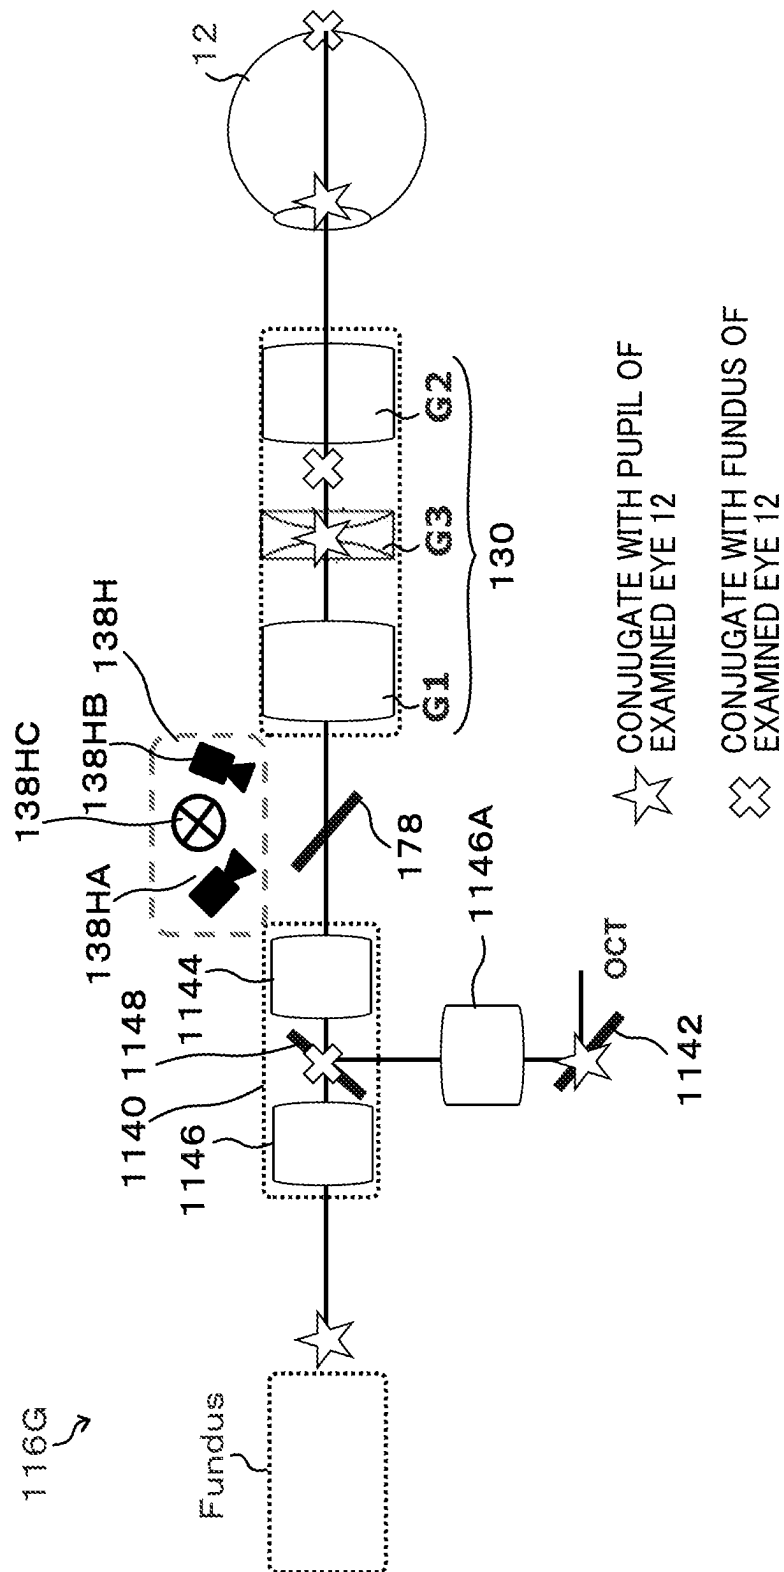 116G
Fundus
1146
1140
1148
1144
138HA
138HC
138HB
138H
12
178
1146A
OCT
1142
G1
G3
G2
130
CONJUGATE WITH PUPIL OF
EXAMINED EYE 12
CONJUGATE WITH FUNDUS OF
EXAMINED EYE 12